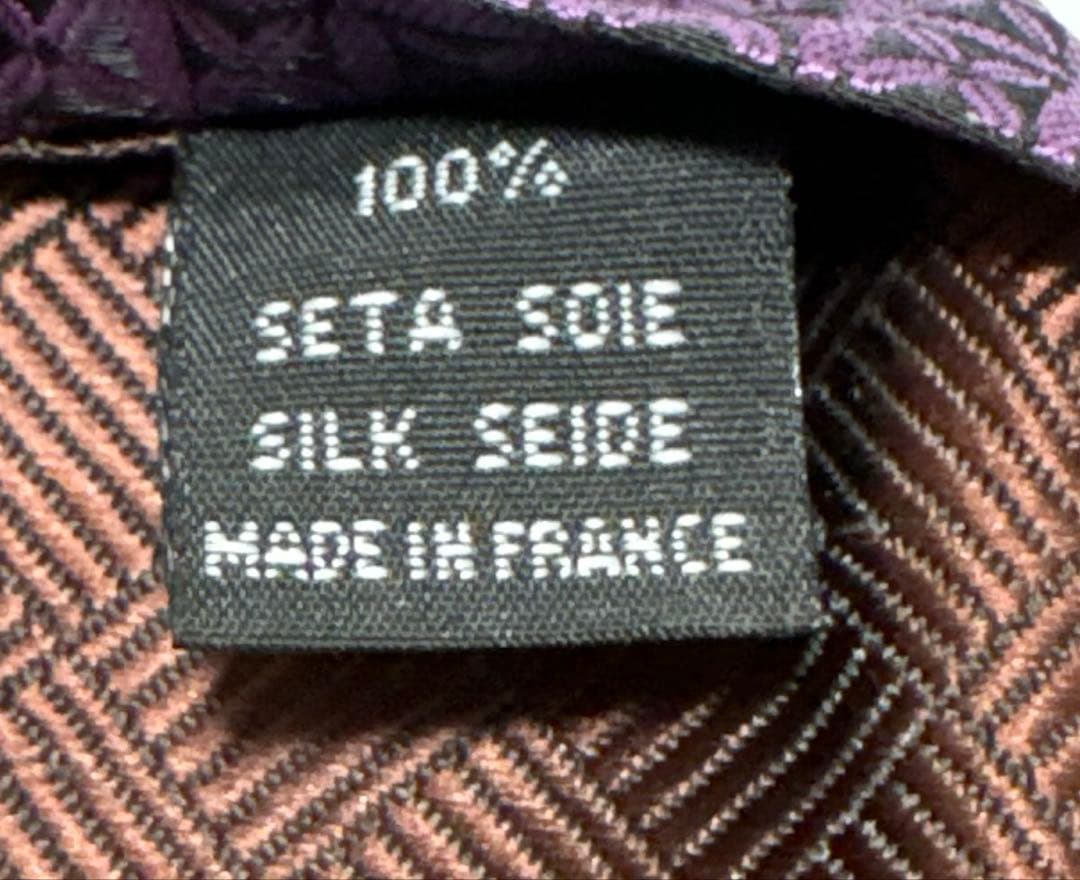 100%
SETA SOIE
SILK SEIDE
MADE IN FRANCE